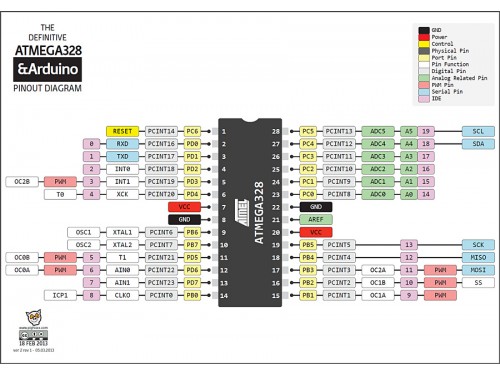 THE
DEFINITIVE
ATMEGA328
&Arduino
PINOUT DIAGRAM
GND
Power
Control
Physical Pin
Port Pin
Pin Function
Digital Pin
Analog Related Pin
PWM Pin
Serial Pin
IDE
RESET PCINT14 PC6 1 28 PC5 PCINT13 ADC5 A5 19 SCL
0 RXD PCINT16 PD0 2 27 PC4 PCINT12 ADC4 A4 18 SDA
1 TXD PCINT17 PD1 3 26 PC3 PCINT11 ADC3 A3 17
2 INT0 PCINT18 PD2 4 25 PC2 PCINT10 ADC2 A2 16
OC2B PWM 3 INT1 PCINT19 PD3 5 24 PC1 PCINT9 ADC1 A1 15
T0 4 XCK PCINT20 PD4 6 23 PC0 PCINT8 ADC0 A0 14
VCC 7 22 GND
GND 8 21 AREF
OSC1 XTAL1 PCINT6 PB6 9 20 VCC
OSC2 XTAL2 PCINT7 PB7 10 19 PB5 PCINT5 13 SCK
OC0B PWM 5 T1 PCINT21 PD5 11 18 PB4 PCINT4 12 MISO
OC0A PWM 6 AIN0 PCINT22 PD6 12 17 PB3 PCINT3 OC2A 11 PWM MOSI
7 AIN1 PCINT23 PD7 13 16 PB2 PCINT2 OC1B 10 PWM SS
ICP1 8 CLKO PCINT0 PB0 14 15 PB1 PCINT1 OC1A 9 PWM
ATMEL
ATMEGA328
www.pighixxx.com
18 FEB 2013